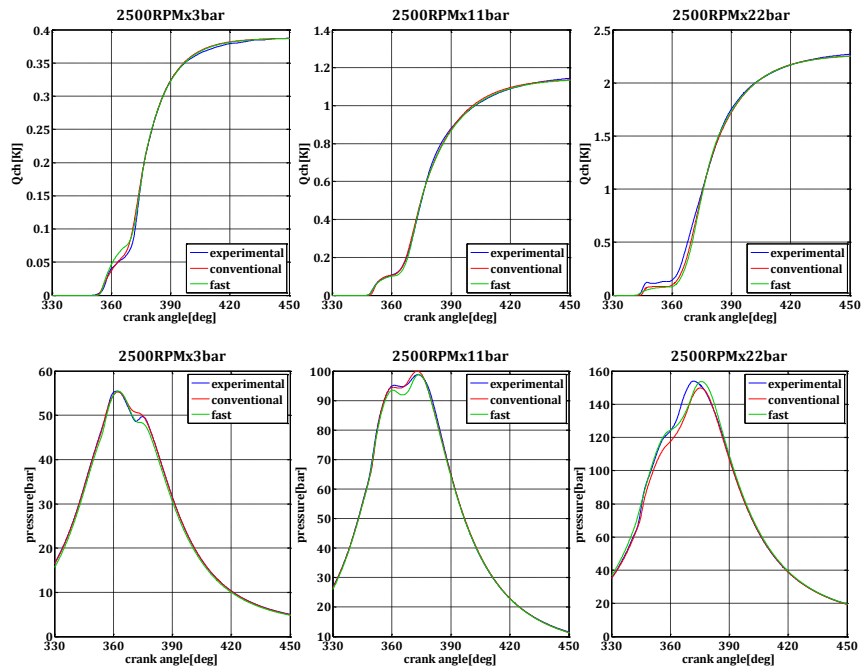 2500RPMx3bar
2500RPMx11bar
2500RPMx22bar
Qch[KJ]
0.4
0.35
0.3
0.25
0.2
0.15
0.1
0.05
0
330
360
390
420
450
crank angle[deg]
experimental
conventional
fast
Qch[KJ]
1.4
1.2
1
0.8
0.6
0.4
0.2
0
330
360
390
420
450
crank angle[deg]
experimental
conventional
fast
Qch[KJ]
2.5
2
1.5
1
0.5
0
330
360
390
420
450
crank angle[deg]
experimental
conventional
fast
2500RPMx3bar
2500RPMx11bar
2500RPMx22bar
pressure[bar]
60
50
40
30
20
10
0
330
360
390
420
450
crank angle[deg]
experimental
conventional
fast
pressure[bar]
100
90
80
70
60
50
40
30
20
10
330
360
390
420
450
crank angle[deg]
experimental
conventional
fast
pressure[bar]
160
140
120
100
80
60
40
20
0
330
360
390
420
450
crank angle[deg]
experimental
conventional
fast